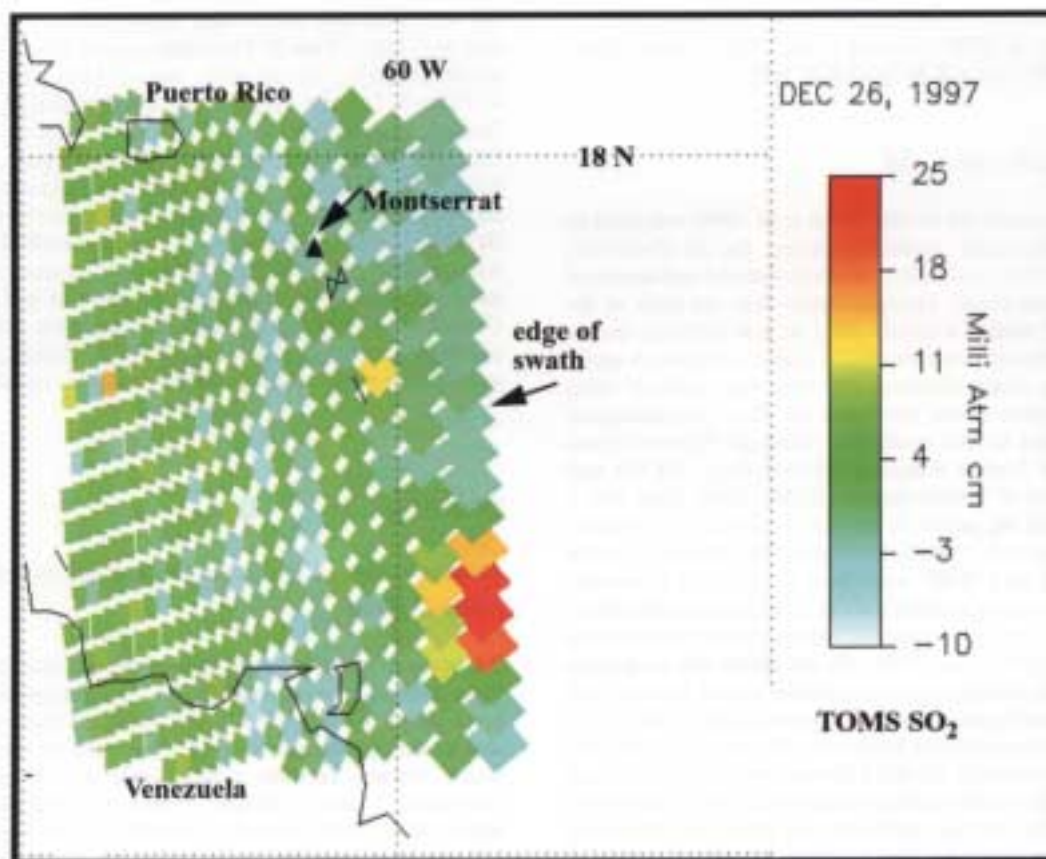 60 W
Puerto Rico
DEC 26, 1997
18 N
Montserrat
edge of
swath
25
18
11
4
-3
-10
Milli Atm cm
TOMS SO₂
Venezuela